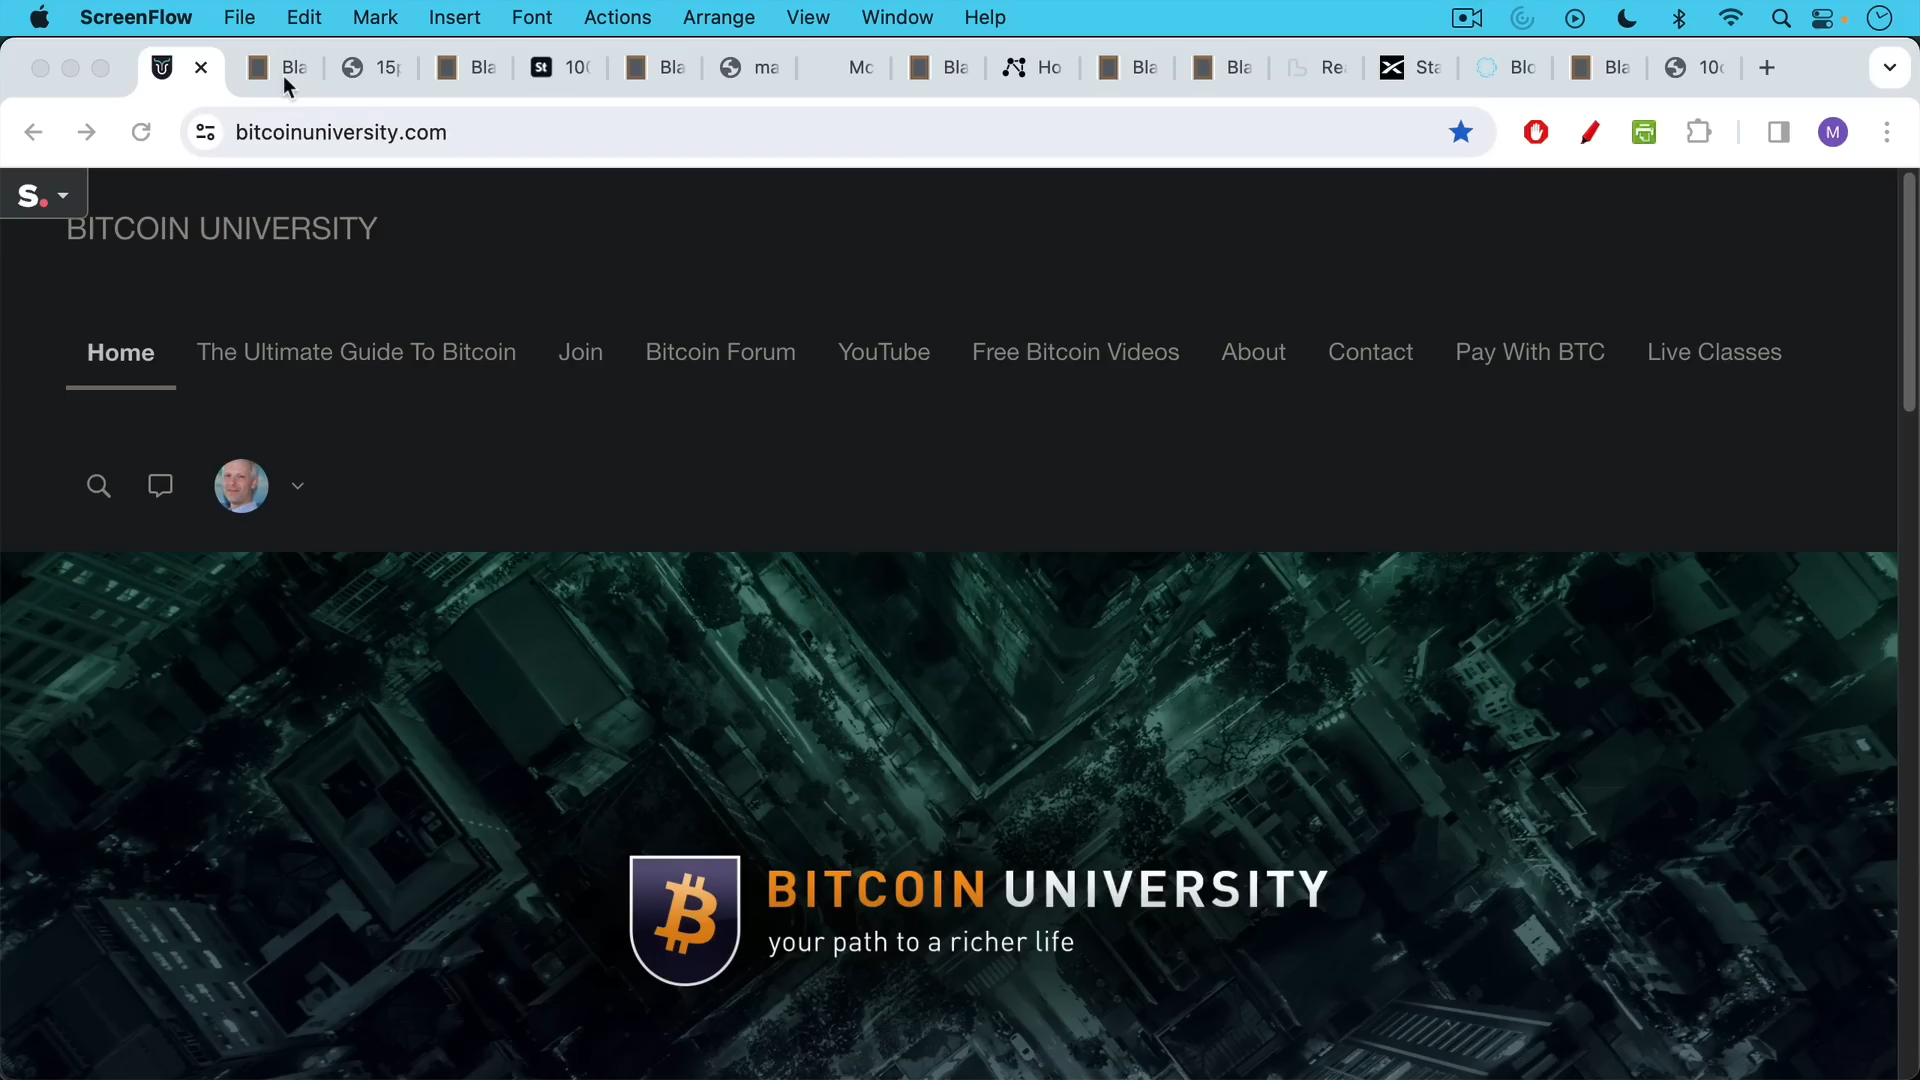 ScreenFlow File Edit Mark Insert Font Actions Arrange View Window Help
Bla 15p Bla St 10 Bla ma Mc Bla Ho Bla Bla Re Sta Blo Bla 10
bitcoinuniversity.com M
S.
BITCOIN UNIVERSITY
Home The Ultimate Guide To Bitcoin Join Bitcoin Forum YouTube Free Bitcoin Videos About Contact Pay With BTC Live Classes
BITCOIN UNIVERSITY
your path to a richer life